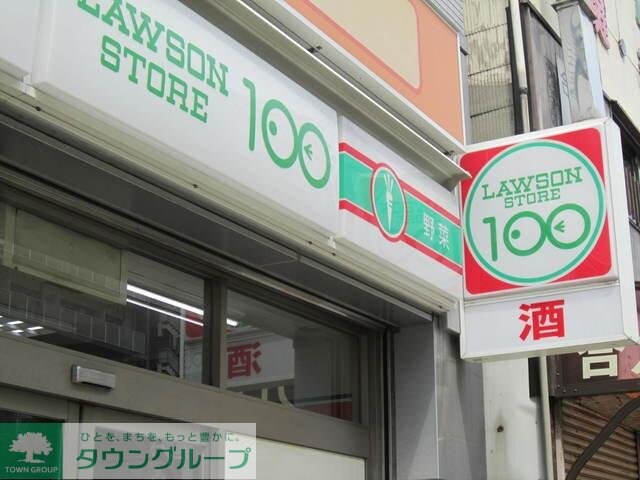 LAWSON
STORE
100
野菜
LAWSON
STORE
100
酒
酒
TOWN GROUP
ひとを、まちを、もっと豊かに。
タウングループ